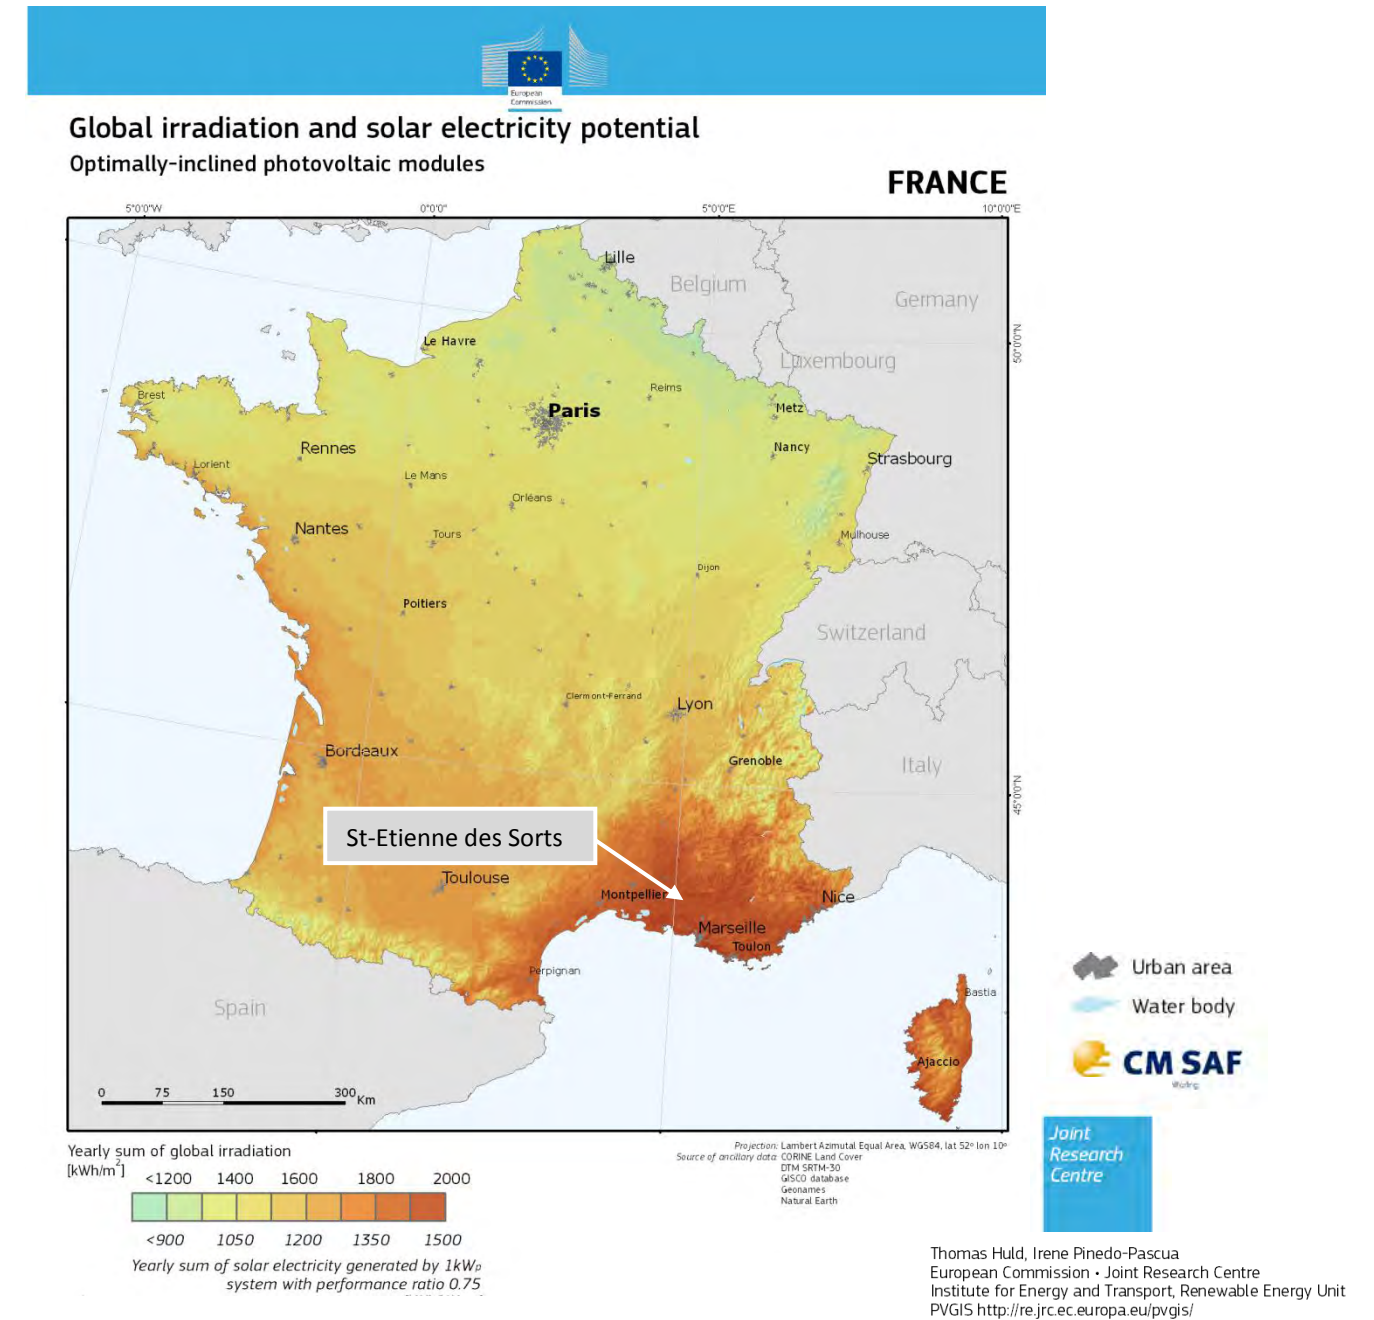 European
Commission
Global irradiation and solar electricity potential
Optimally-inclined photovoltaic modules
FRANCE
5°0'0"W
0°0'0"
5°0'0"E
10°0'0"E
Lille
Belgium
Germany
50°0'0"N
Le Havre
Luxembourg
Brest
Reims
Paris
Metz
Rennes
Nancy
Strasbourg
Lorient
Le Mans
Orléans
Nantes
Tours
Mulhouse
Dijon
Poitiers
Switzerland
Clermont-Ferrand
Lyon
Bordeaux
Grenoble
Italy
45°0'0"N
St-Etienne des Sorts
Toulouse
Montpellier
Nice
Marseille
Toulon
Perpignan
Spain
Bastia
Ajaccio
Urban area
Water body
CM SAF
0 75 150 300 Km
Joint
Research
Centre
Yearly sum of global irradiation
[kWh/m²]
<1200 1400 1600 1800 2000
<900 1050 1200 1350 1500
Yearly sum of solar electricity generated by 1kWp
system with performance ratio 0.75
Projection: Lambert Azimutal Equal Area, WGS84, lat 52º lon 10º
Source of ancillary data: CORINE Land Cover
DTM SRTM-30
GISCO database
Geonames
Natural Earth
Thomas Huld, Irene Pinedo-Pascua
European Commission • Joint Research Centre
Institute for Energy and Transport, Renewable Energy Unit
PVGIS http://re.jrc.ec.europa.eu/pvgis/